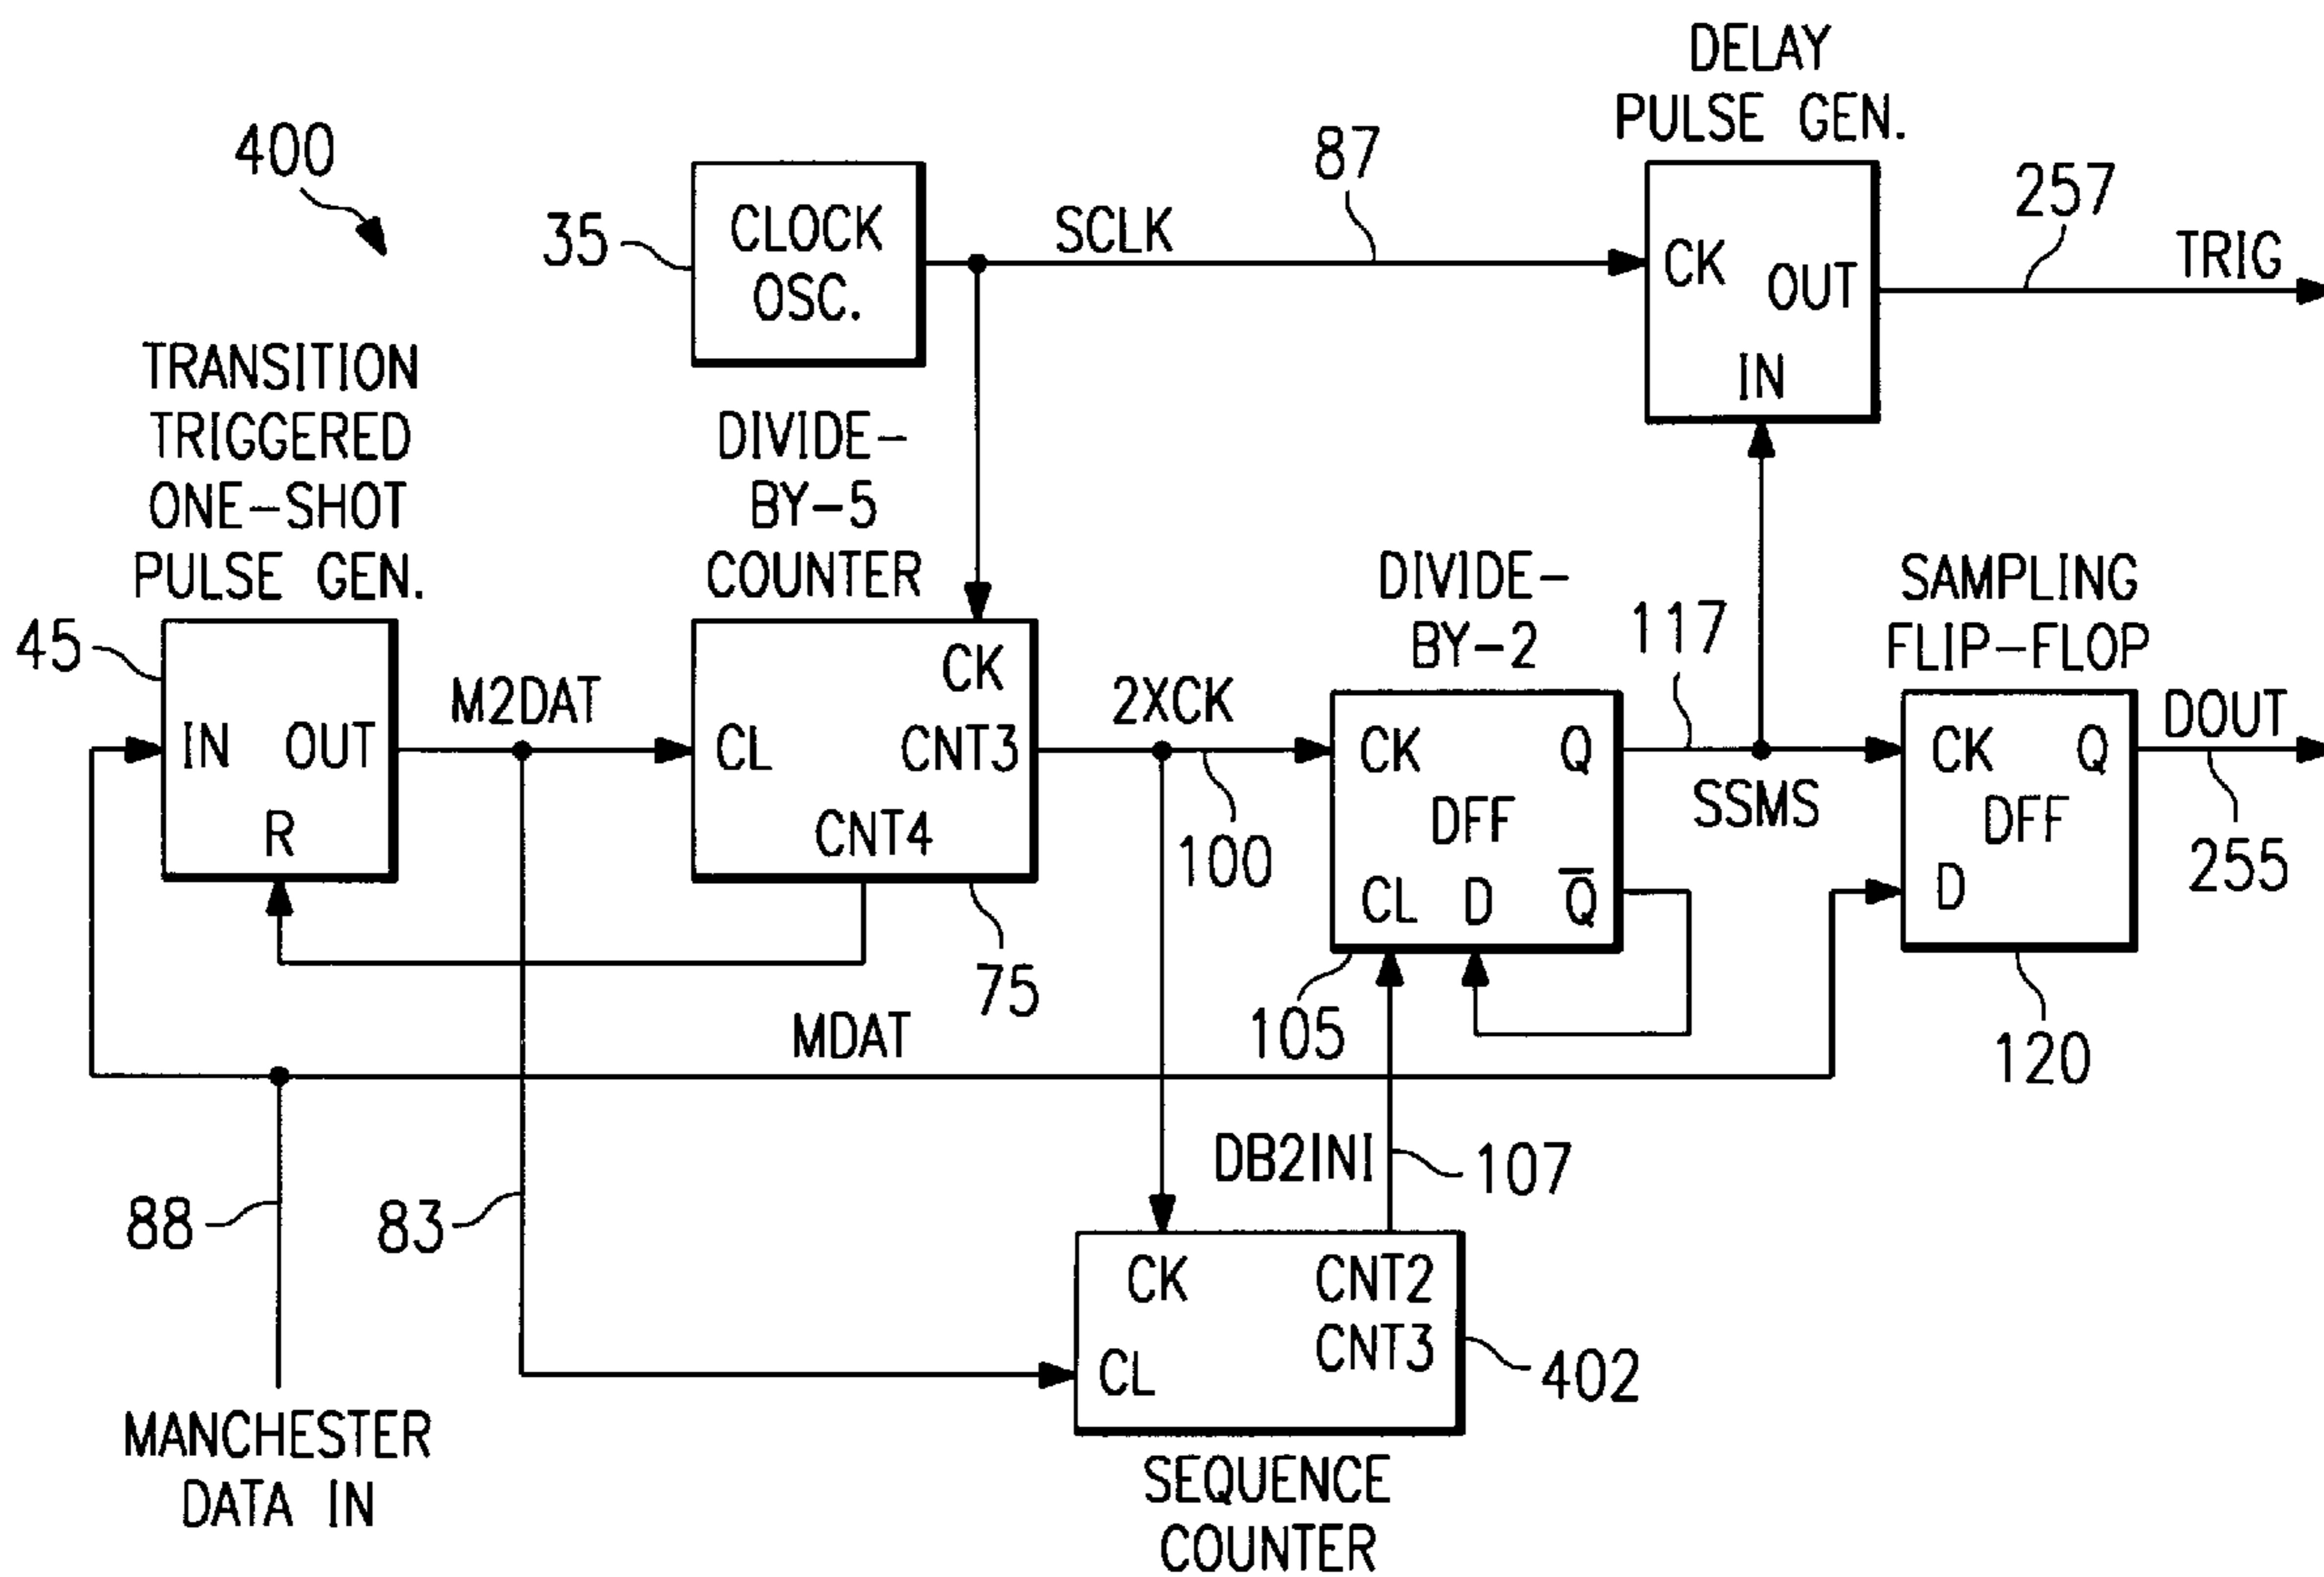 400
35
CLOCK
OSC.
SCLK
87
DELAY
PULSE GEN.
CK
OUT
IN
257
TRIG
TRANSITION
TRIGGERED
ONE-SHOT
PULSE GEN.
45
IN OUT
R
M2DAT
DIVIDE-
BY-5
COUNTER
CK
CL
CNT3
CNT4
75
2XCK
100
DIVIDE-
BY-2
CK Q
DFF
CL D Q̅
105
117
SSMS
SAMPLING
FLIP-FLOP
CK Q
DFF
D
120
DOUT
255
MDAT
88
83
DB2INI
107
CK CNT2
CNT3
CL
402
SEQUENCE
COUNTER
MANCHESTER
DATA IN